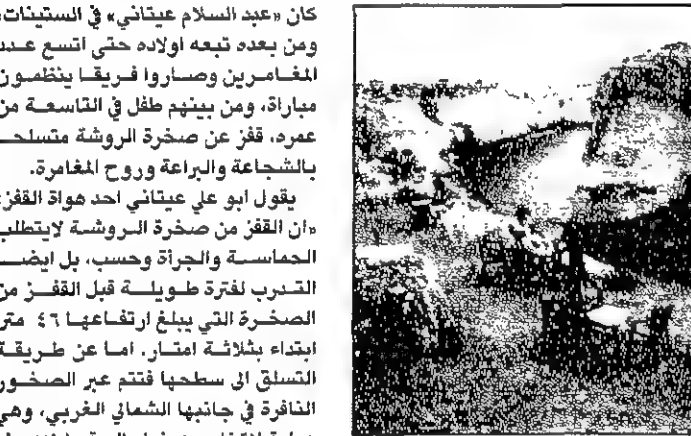 كان «عبد السلام عيتاني» في الستينات
ومن بعده تبعه اولاده حتى اتسع عدد
المغامرين وصاروا فريقا ينظمون
مباراة، ومن بينهم طفل في التاسعة من
عمره، قفز عن صخرة الروشة متسلحـ
بالشجاعة والبراعة وروح المغامرة.
يقول ابو علي عيتاني احد هواة القفز:
«ان القفز من صخرة الروشة لايتطلب
الحماسة والجرأة وحسب، بل ايضـ
التدرب لفترة طويلة قبل القفز من
الصخرة التي يبلغ ارتفاعها ٤٦ متر
ابتداء بثلاثة امتار. اما عن طريقة
التسلق الى سطحها فتتم عبر الصخور
النافرة في جانبها الشمالي الغربي، وهي